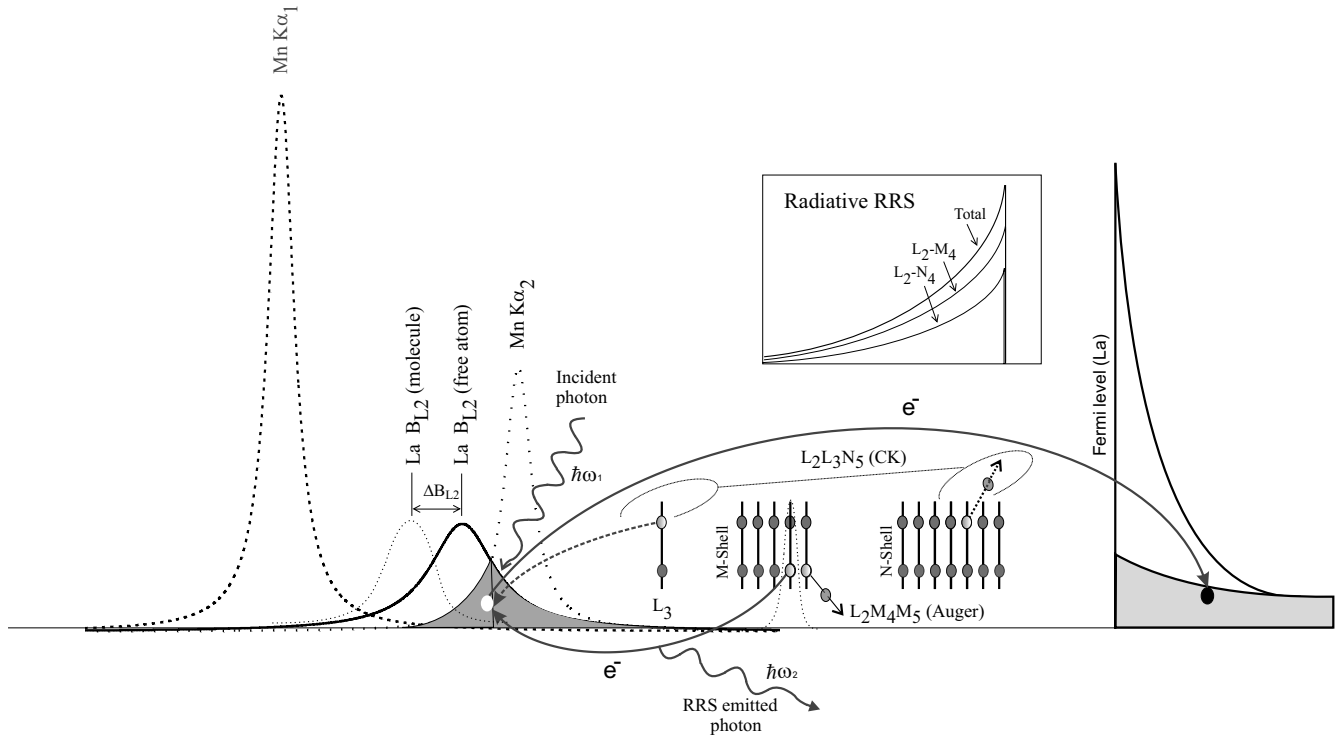 Mn Kα1
La BL2 (molecule)
La BL2 (free atom)
ΔBL2
Mn Kα2
Incident
photon
ħω1
Radiative RRS
Total
L2-M4
L2-N4
Fermi level (La)
e-
L2L3N5 (CK)
M-Shell
N-Shell
L3
L2M4M5 (Auger)
e-
ħω2
RRS emitted
photon